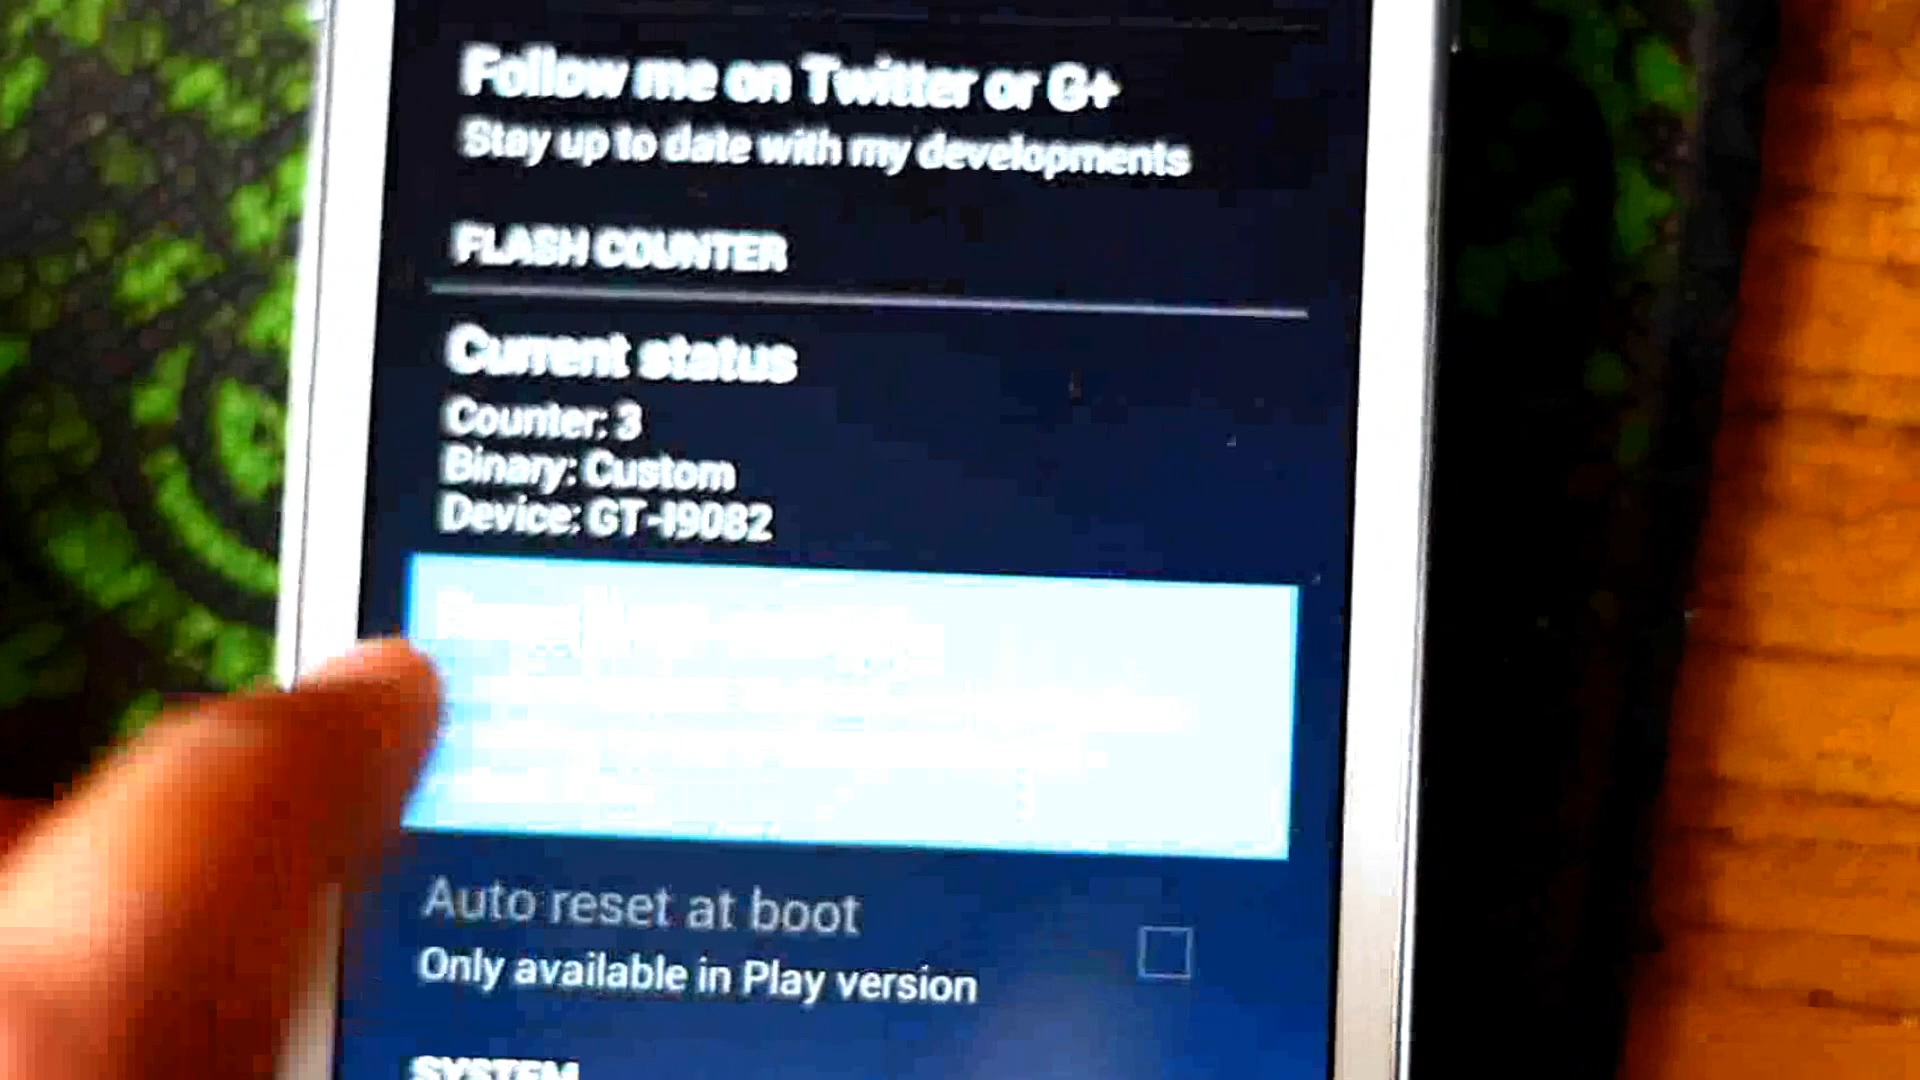 Follow me on Twitter or G+
Stay up to date with my developments
FLASH COUNTER
Current status
Counter: 3
Binary: Custom
Device: GT-I9082
Auto reset at boot
Only available in Play version
SYSTEM